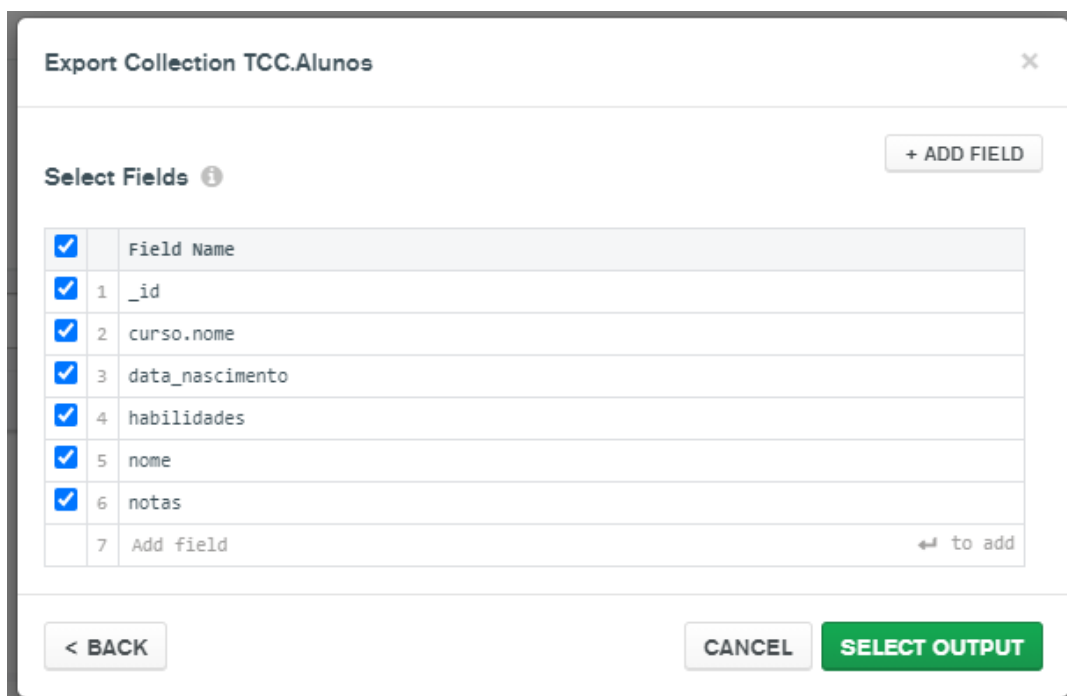 Export Collection TCC.Alunos ×
+ ADD FIELD
Select Fields
Field Name
1 _id
2 curso.nome
3 data_nascimento
4 habilidades
5 nome
6 notas
7 Add field ↵ to add
< BACK CANCEL SELECT OUTPUT